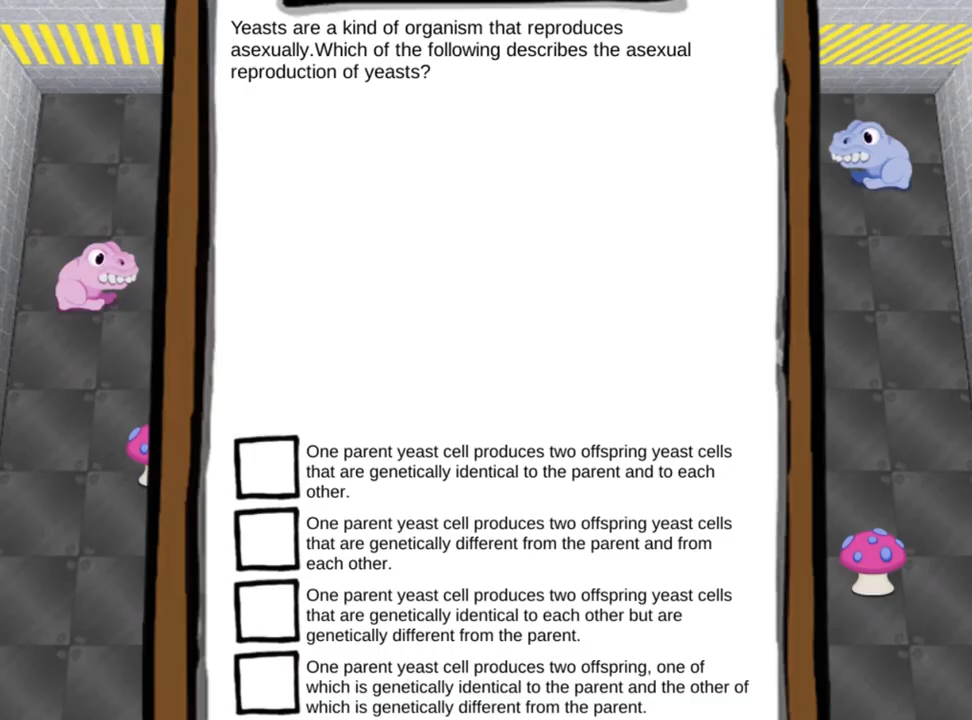 Yeasts are a kind of organism that reproduces
asexually.Which of the following describes the asexual
reproduction of yeasts?
One parent yeast cell produces two offspring yeast cells
that are genetically identical to the parent and to each
other.
One parent yeast cell produces two offspring yeast cells
that are genetically different from the parent and from
each other.
One parent yeast cell produces two offspring yeast cells
that are genetically identical to each other but are
genetically different from the parent.
One parent yeast cell produces two offspring, one of
which is genetically identical to the parent and the other of
which is genetically different from the parent.